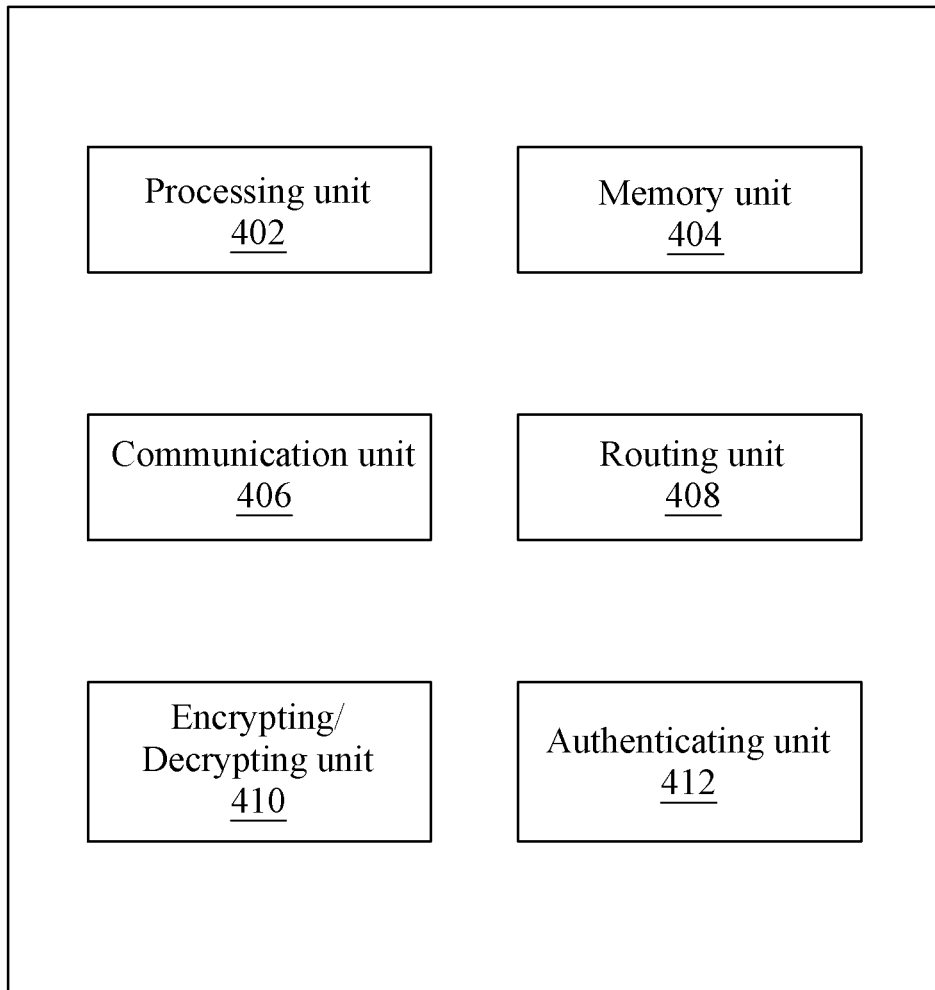 Processing unit
402
Memory unit
404
Communication unit
406
Routing unit
408
Encrypting/
Decrypting unit
410
Authenticating unit
412